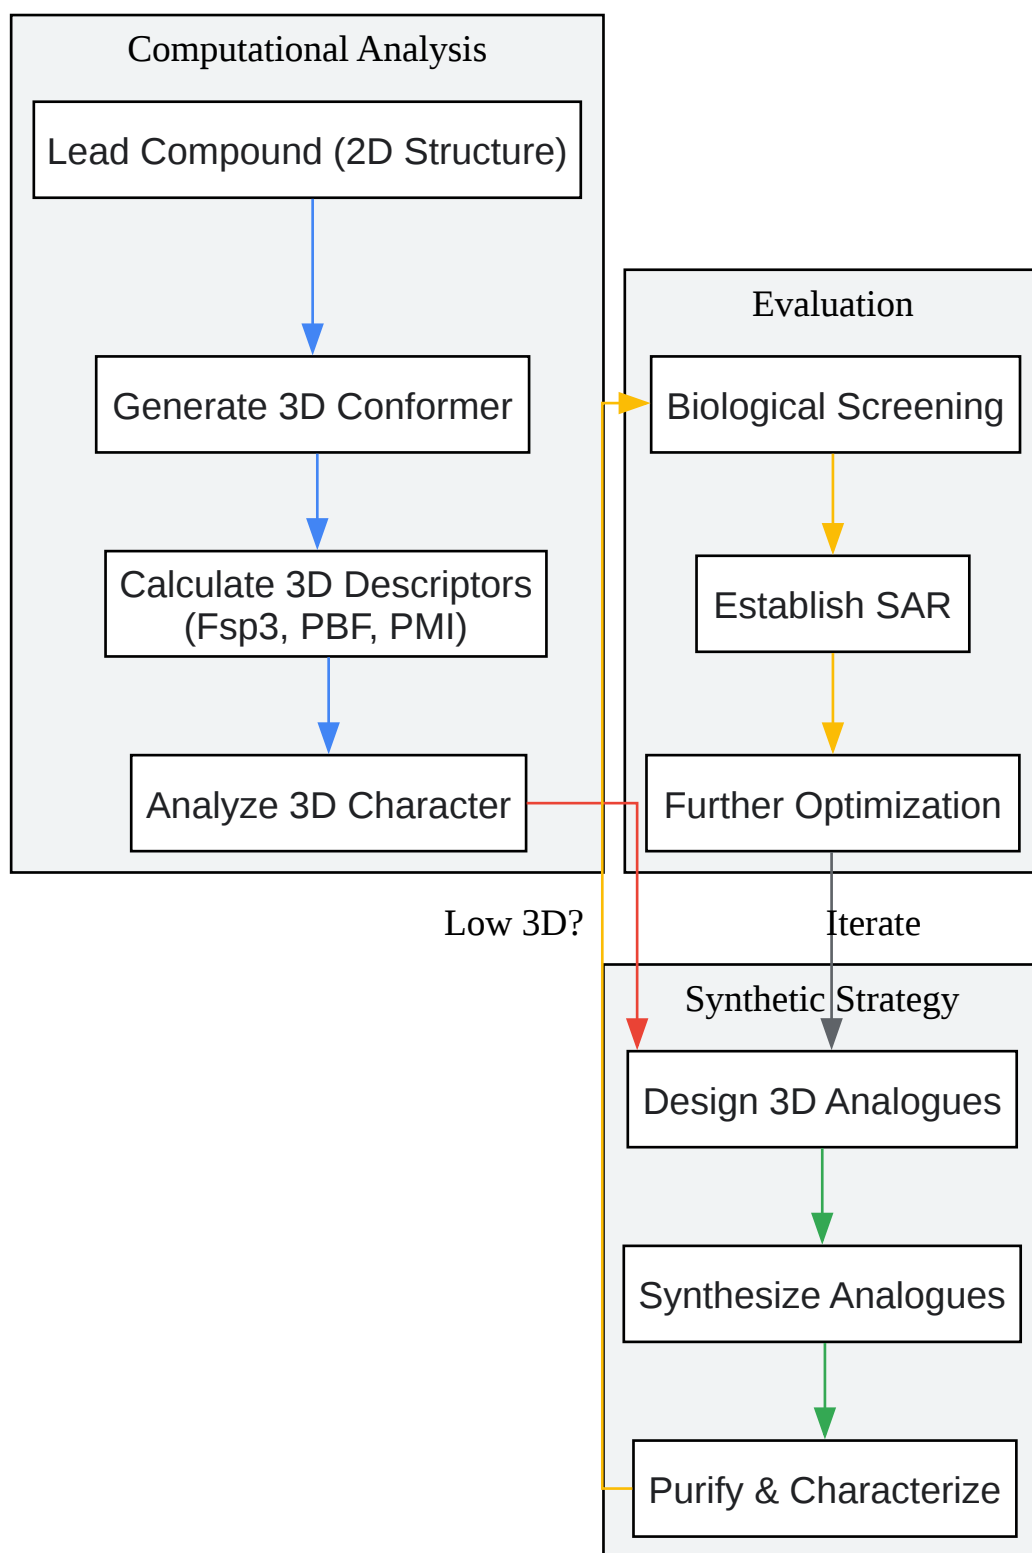 Computational Analysis
Lead Compound (2D Structure)
Generate 3D Conformer
Calculate 3D Descriptors
(Fsp3, PBF, PMI)
Analyze 3D Character
Evaluation
Biological Screening
Establish SAR
Further Optimization
Low 3D?
Iterate
Synthetic Strategy
Design 3D Analogues
Synthesize Analogues
Purify & Characterize